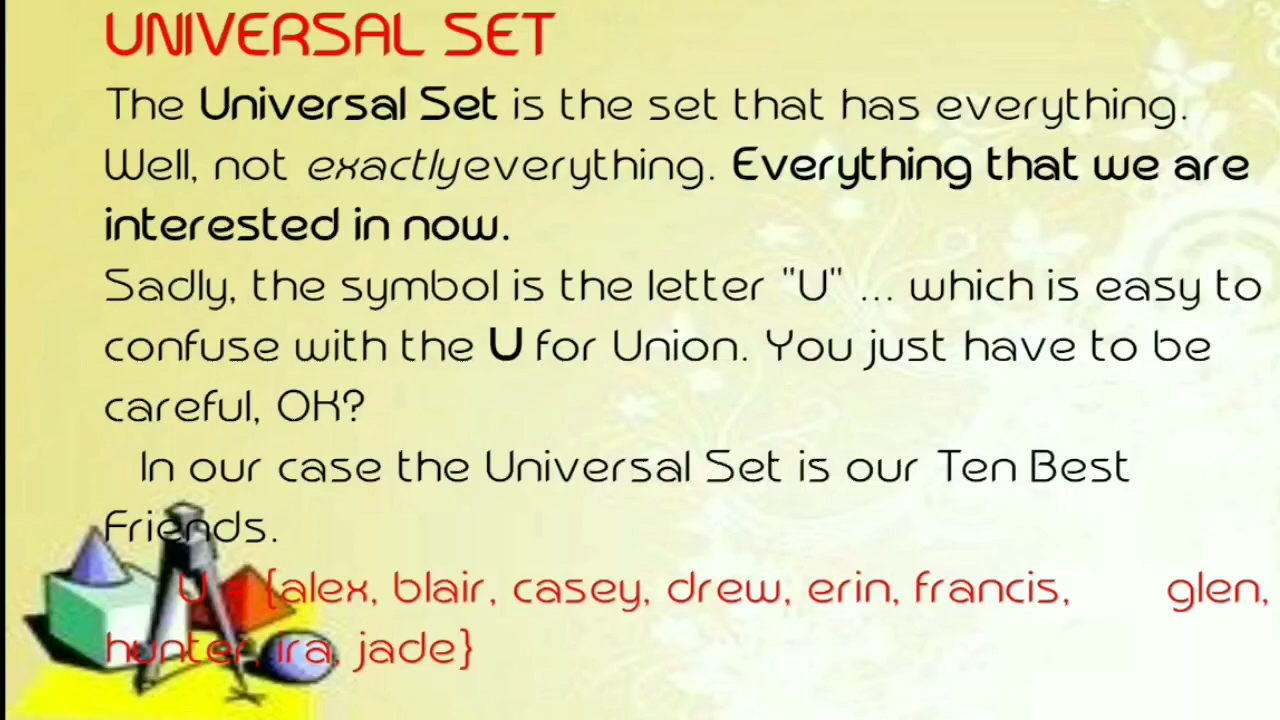 UNIVERSAL SET
The Universal Set is the set that has everything.
Well, not exactlyeverything. Everything that we are
interested in now.
Sadly, the symbol is the letter "U" ... which is easy to
confuse with the U for Union. You just have to be
careful, OK?
In our case the Universal Set is our Ten Best
Friends.
U = {alex, blair, casey, drew, erin, francis, glen,
hunter, ira, jade}